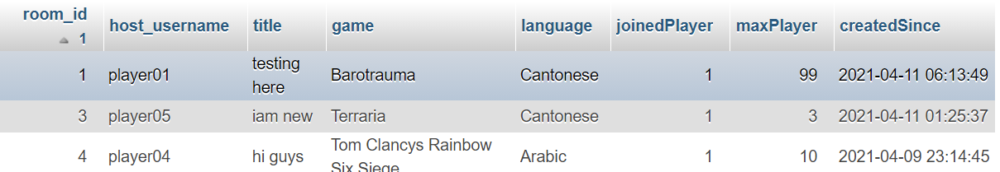 room_id 1 host_username title game language joinedPlayer maxPlayer createdSince
1 player01 testing here Barotrauma Cantonese 1 99 2021-04-11 06:13:49
3 player05 iam new Terraria Cantonese 1 3 2021-04-11 01:25:37
4 player04 hi guys Tom Clancys Rainbow Six Siege Arabic 1 10 2021-04-09 23:14:45